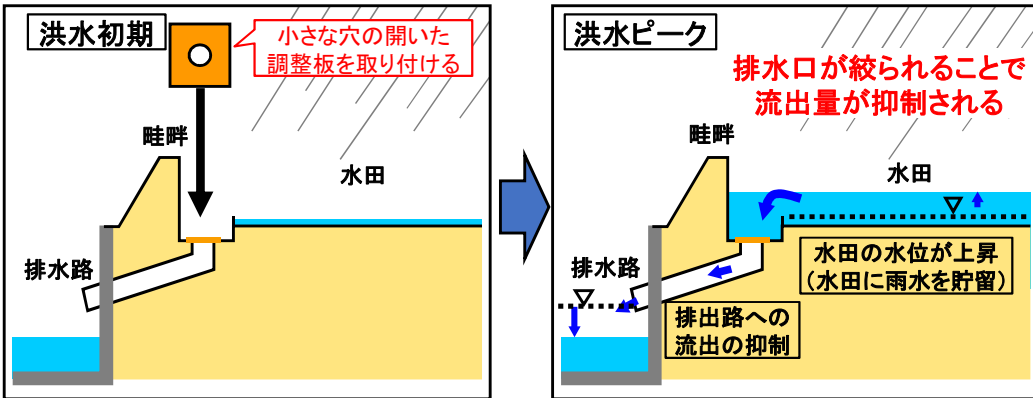 洪水初期
小さな穴の開いた
調整板を取り付ける
畦畔
水田
排水路
洪水ピーク
排水口が絞られることで
流出量が抑制される
畦畔
水田
水田の水位が上昇
(水田に雨水を貯留)
排水路
排出路への
流出の抑制